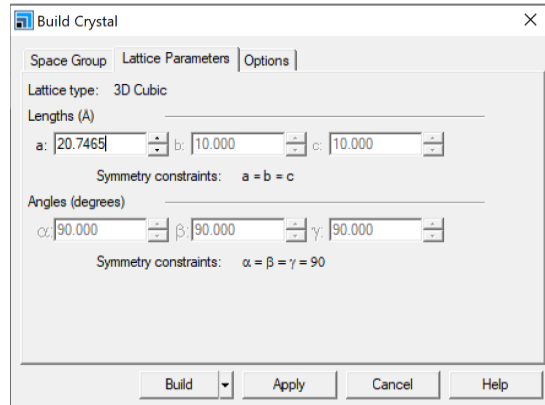 Build Crystal
Space Group Lattice Parameters Options
Lattice type: 3D Cubic
Lengths (Å)
a: 20.7465 b: 10.000 c: 10.000
Symmetry constraints: a = b = c
Angles (degrees)
α: 90.000 β: 90.000 γ: 90.000
Symmetry constraints: α = β = γ = 90
Build Apply Cancel Help